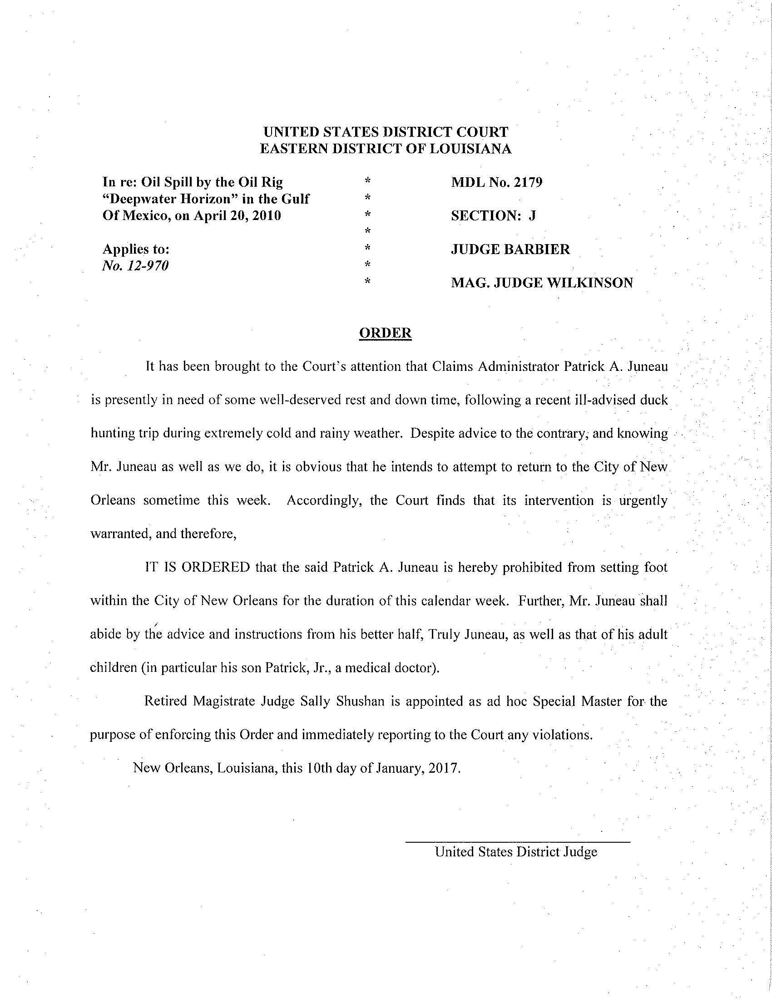 UNITED STATES DISTRICT COURT
EASTERN DISTRICT OF LOUISIANA
In re: Oil Spill by the Oil Rig * MDL No. 2179
“Deepwater Horizon” in the Gulf *
Of Mexico, on April 20, 2010 * SECTION: J
*
Applies to: * JUDGE BARBIER
No. 12-970 *
* MAG. JUDGE WILKINSON
ORDER
It has been brought to the Court's attention that Claims Administrator Patrick A. Juneau
is presently in need of some well-deserved rest and down time, following a recent ill-advised duck
hunting trip during extremely cold and rainy weather. Despite advice to the contrary, and knowing
Mr. Juneau as well as we do, it is obvious that he intends to attempt to return to the City of New
Orleans sometime this week. Accordingly, the Court finds that its intervention is urgently
warranted, and therefore,
IT IS ORDERED that the said Patrick A. Juneau is hereby prohibited from setting foot
within the City of New Orleans for the duration of this calendar week. Further, Mr. Juneau shall
abide by the advice and instructions from his better half, Truly Juneau, as well as that of his adult
children (in particular his son Patrick, Jr., a medical doctor).
Retired Magistrate Judge Sally Shushan is appointed as ad hoc Special Master for the
purpose of enforcing this Order and immediately reporting to the Court any violations.
New Orleans, Louisiana, this 10th day of January, 2017.
United States District Judge